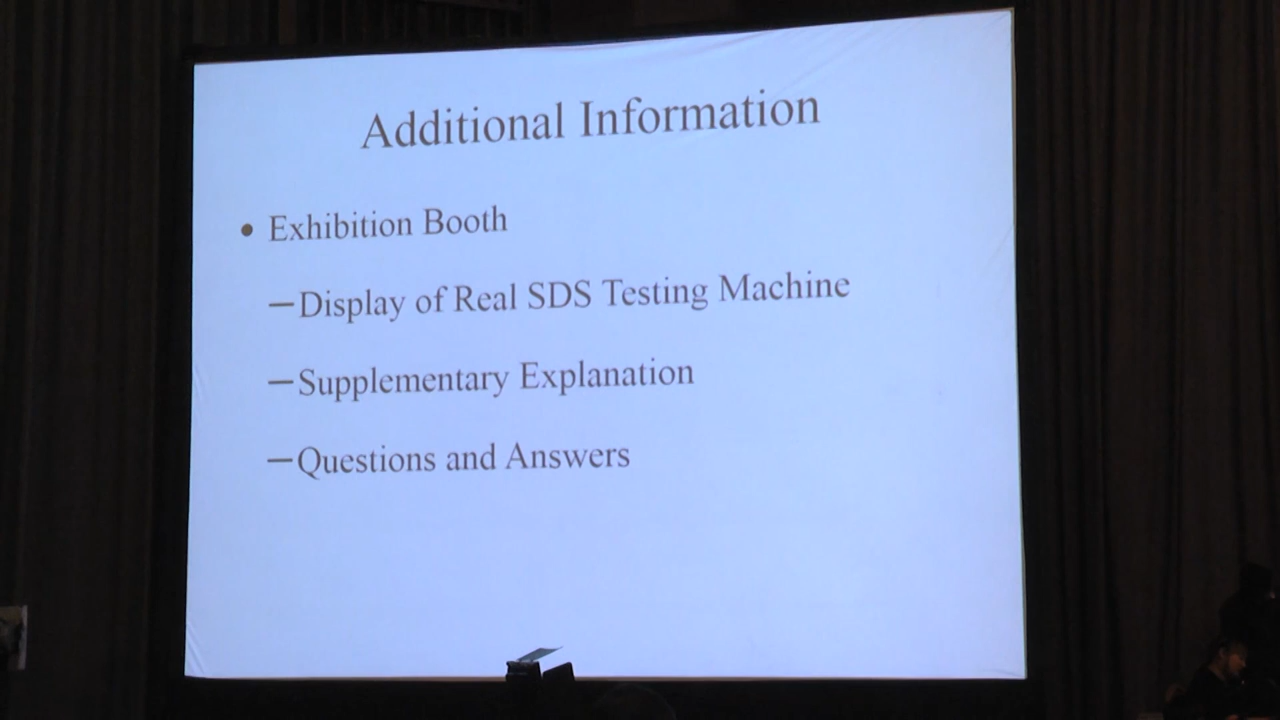 Additional Information
• Exhibition Booth
—Display of Real SDS Testing Machine
—Supplementary Explanation
—Questions and Answers